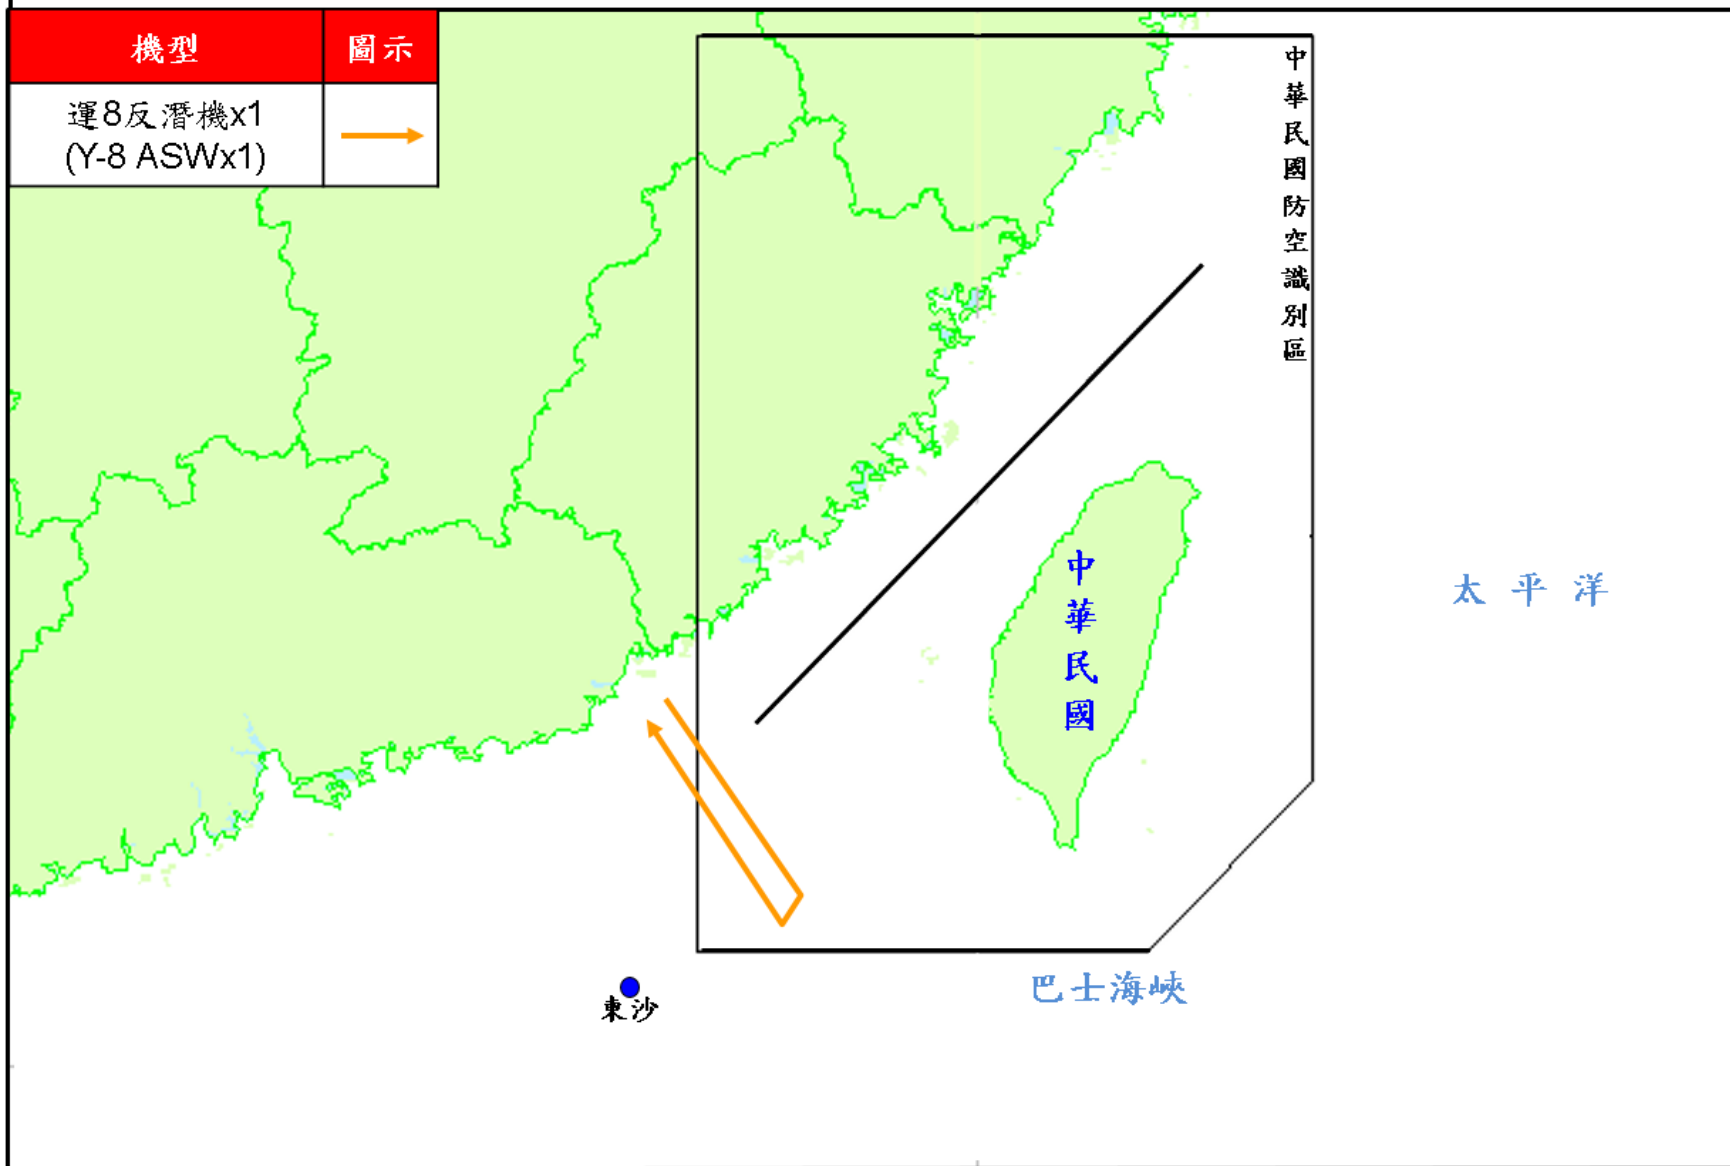 機型 圖示
運8反潛機x1
(Y-8 ASWx1)
中華民國防空識別區
中華民國
太平洋
巴士海峽
東沙